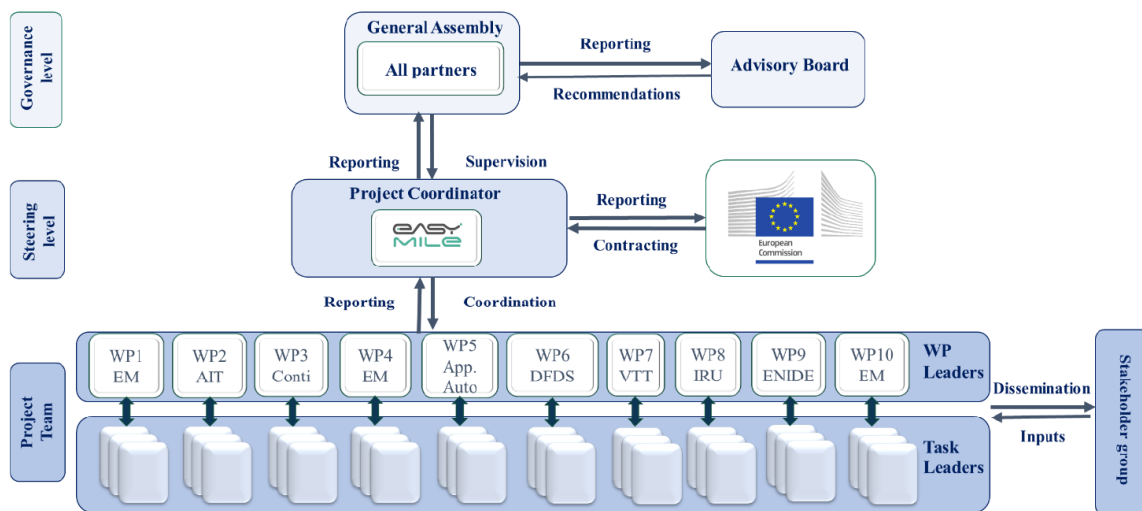 Governance
level
General Assembly
All partners
Reporting
Recommendations
Advisory Board
Reporting
Supervision
Steering
level
Project Coordinator
EASY
MILE
Reporting
Contracting
European
Commission
Reporting
Coordination
Project
Team
WP1
EM
WP2
AIT
WP3
Conti
WP4
EM
WP5
App.
Auto
WP6
DFDS
WP7
VTT
WP8
IRU
WP9
ENIDE
WP10
EM
WP
Leaders
Task
Leaders
Dissemination
Inputs
Stakeholder
group